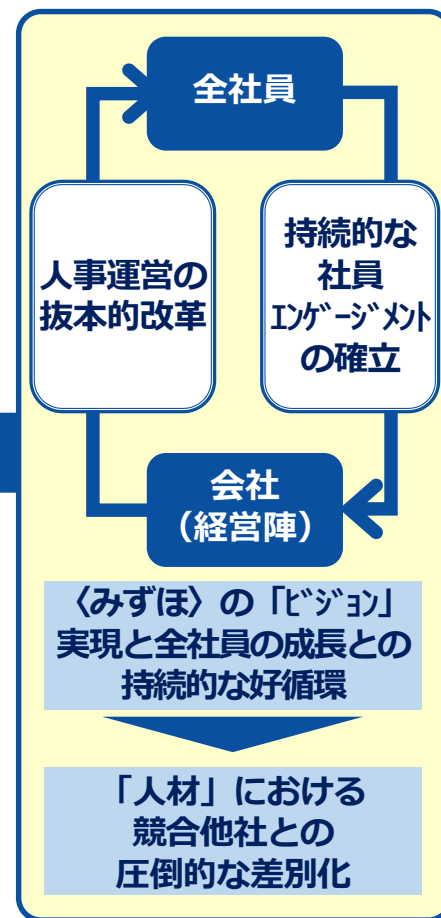 全社員
人事運営の
抜本的改革
持続的な
社員
ｴﾝｹﾞｰｼﾞﾒﾝﾄ
の確立
会社
（経営陣）
〈みずほ〉の「ﾋﾞｼﾞｮﾝ」
実現と全社員の成長との
持続的な好循環
「人材」における
競合他社との
圧倒的な差別化